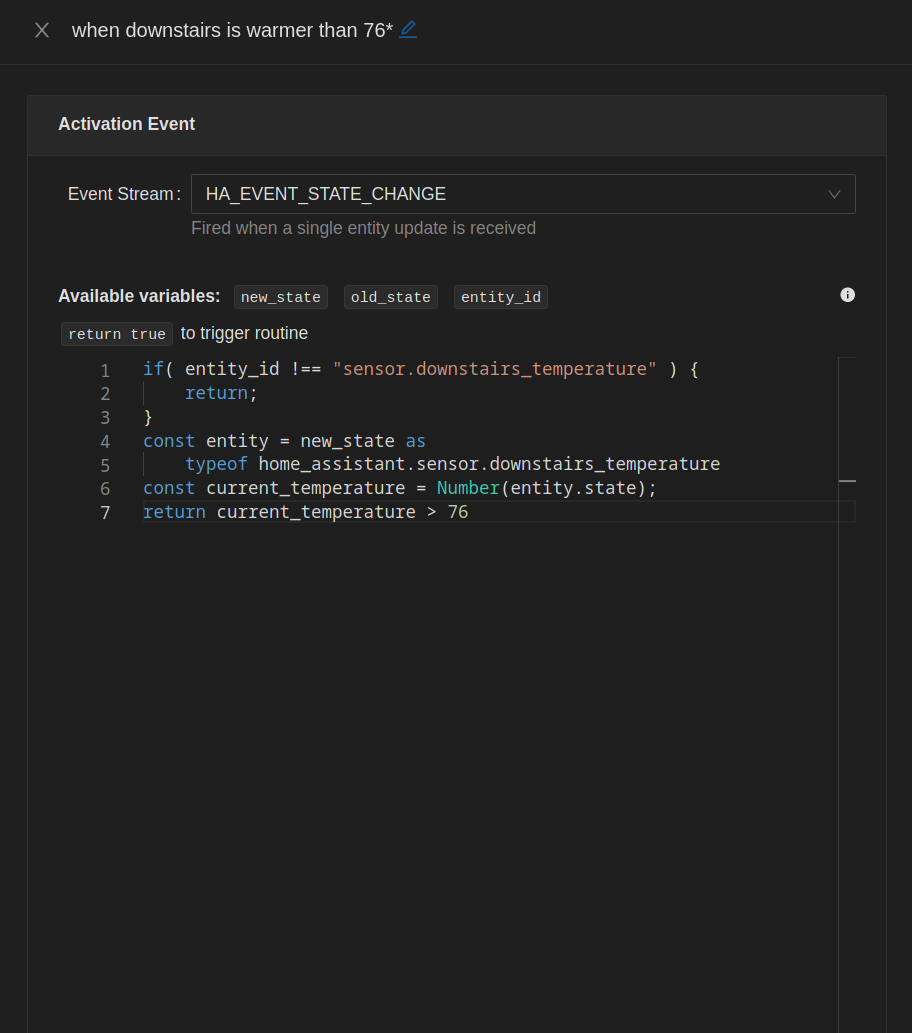 when downstairs is warmer than 76*
Activation Event
Event Stream: HA_EVENT_STATE_CHANGE
Fired when a single entity update is received
Available variables: new_state old_state entity_id
return true to trigger routine
1 if( entity_id !== "sensor.downstairs_temperature" ) {
2     return;
3 }
4 const entity = new_state as
5     typeof home_assistant.sensor.downstairs_temperature
6 const current_temperature = Number(entity.state);
7 return current_temperature > 76